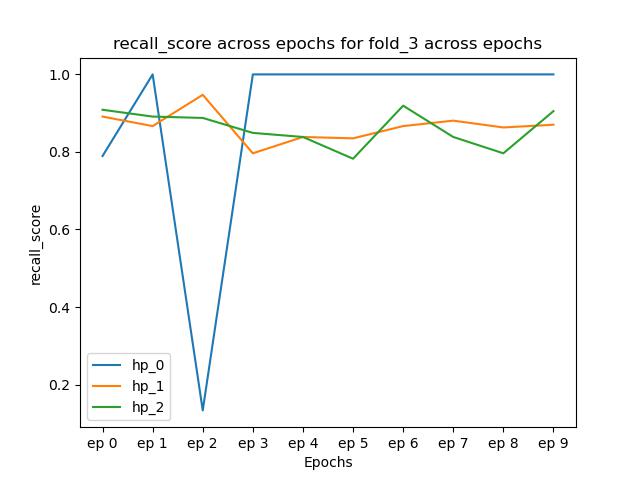 recall_score across epochs for fold_3 across epochs
recall_score
1.0
0.8
0.6
0.4
0.2
hp_0
hp_1
hp_2
ep 0 ep 1 ep 2 ep 3 ep 4 ep 5 ep 6 ep 7 ep 8 ep 9
Epochs